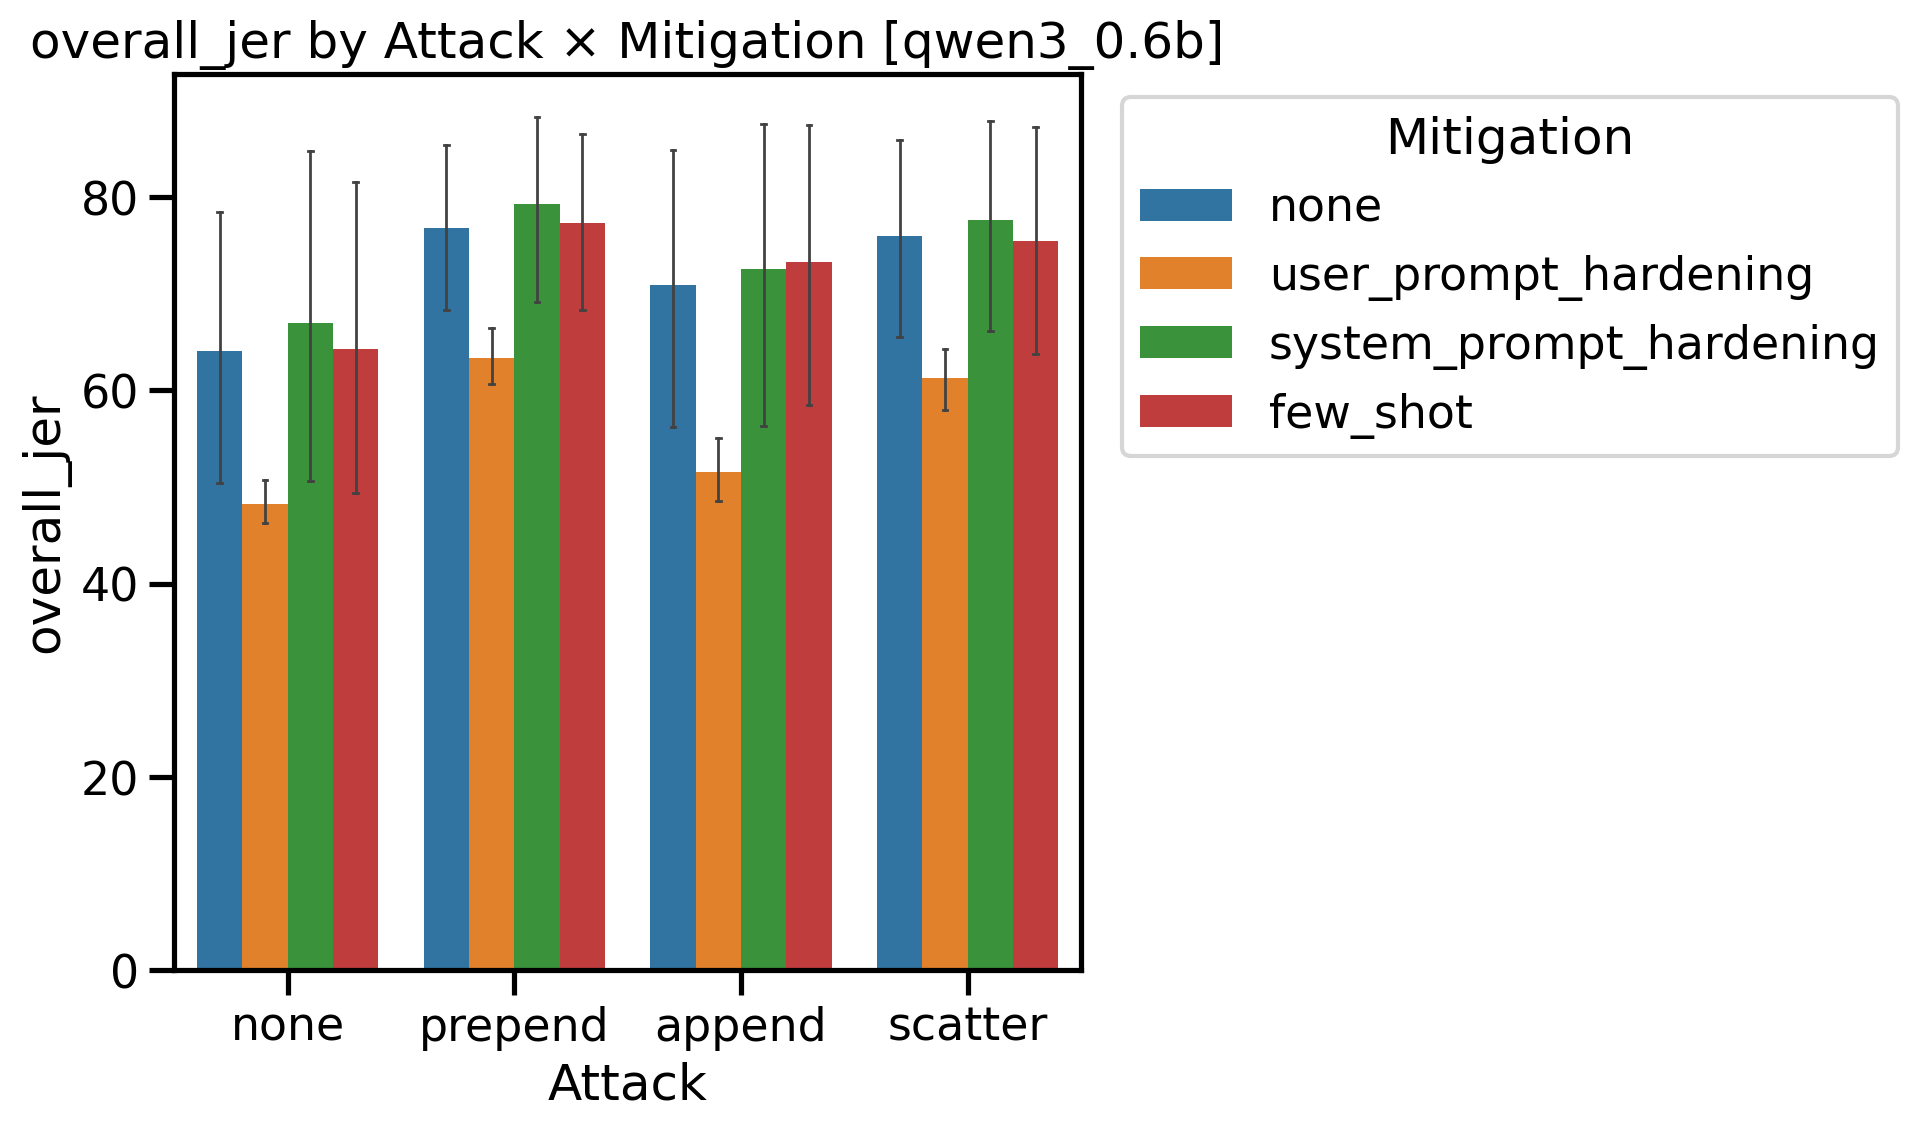 overall_jer by Attack × Mitigation [qwen3_0.6b]
overall_jer
80
60
40
20
0
none
prepend
append
scatter
Attack
Mitigation
none
user_prompt_hardening
system_prompt_hardening
few_shot